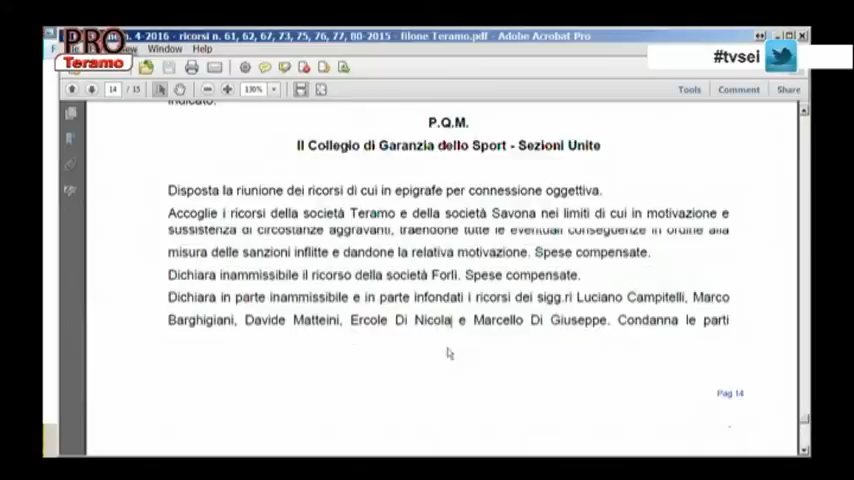 PRO
Teramo
n. 4-2016 - ricorsi n. 61, 62, 67, 73, 75, 76, 77, 80-2015 - filone Teramo.pdf - Adobe Acrobat Pro
Window Help
#tvsei
14 / 15
130%
Tools Comment Share
indicato.
P.Q.M.
Il Collegio di Garanzia dello Sport - Sezioni Unite
Disposta la riunione dei ricorsi di cui in epigrafe per connessione oggettiva.
Accoglie i ricorsi della società Teramo e della società Savona nei limiti di cui in motivazione e
sussistenza di circostanze aggravanti, traendone tutte le eventuali conseguenze in ordine alla
misura delle sanzioni inflitte e dandone la relativa motivazione. Spese compensate.
Dichiara inammissibile il ricorso della società Forlì. Spese compensate.
Dichiara in parte inammissibile e in parte infondati i ricorsi dei sigg.ri Luciano Campitelli, Marco
Barghigiani, Davide Matteini, Ercole Di Nicola e Marcello Di Giuseppe. Condanna le parti
Pag 14